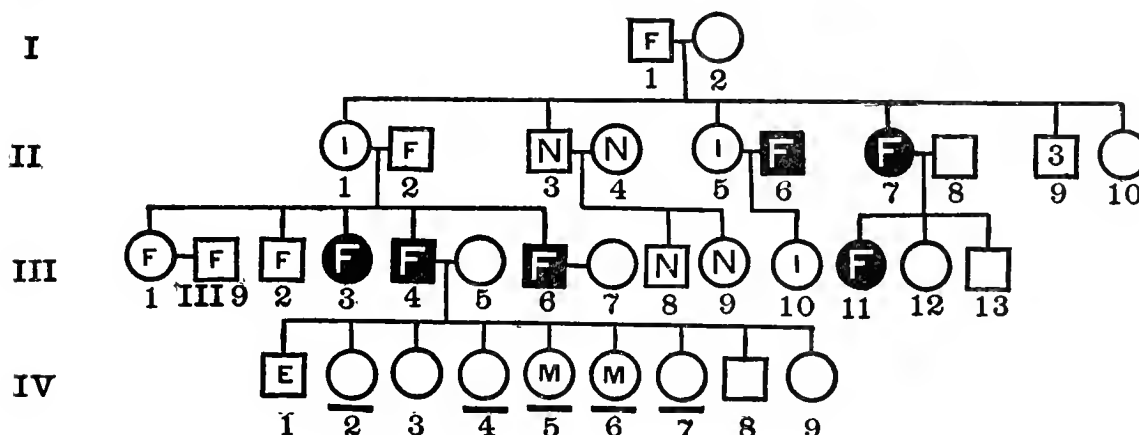 I
F
1 2
II
I F N N I F F 3
1 2 3 4 5 6 7 8 9 10
III
F F F F F F N N I F
1 III 9 2 3 4 5 6 7 8 9 10 11 12 13
IV
E M M
1 2 3 4 5 6 7 8 9